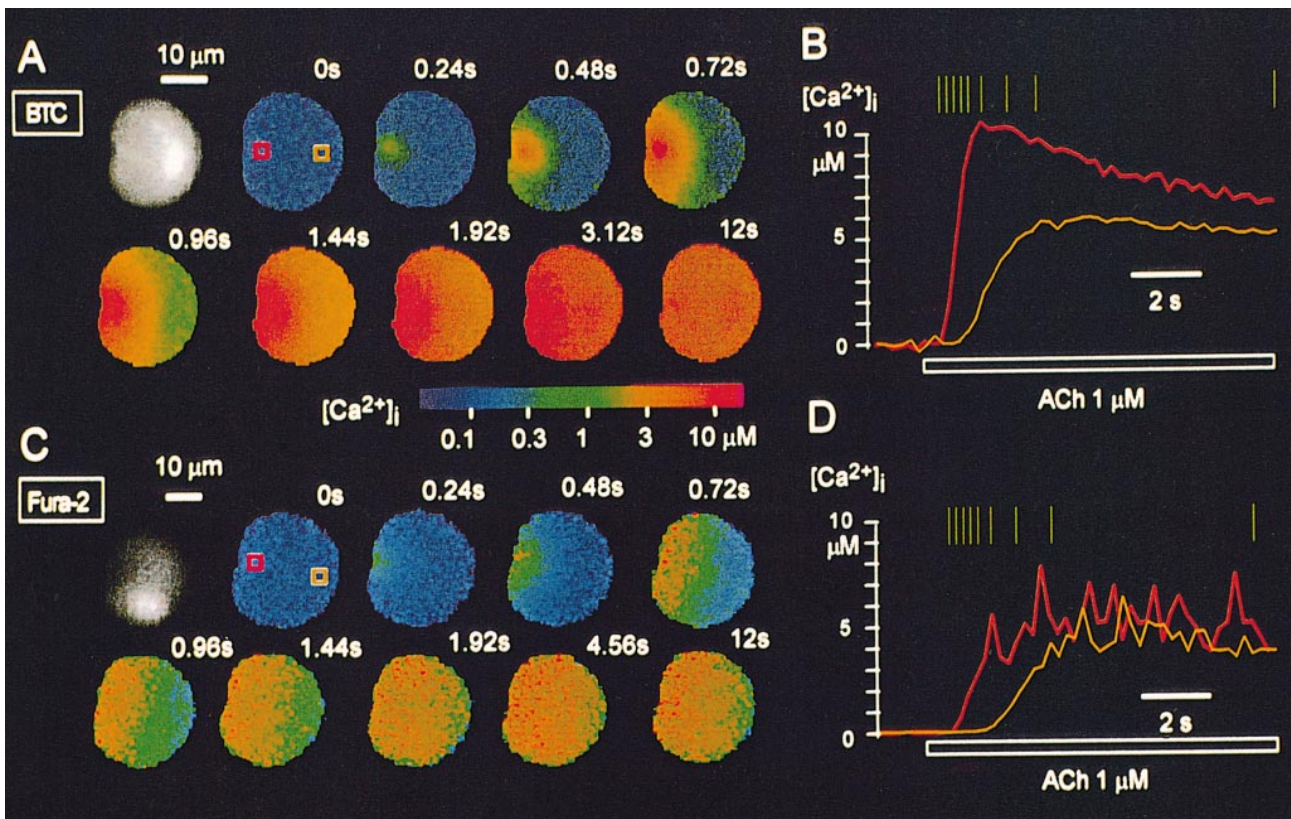 A
10 μm
BTC
0s
0.24s
0.48s
0.72s
0.96s
1.44s
1.92s
3.12s
12s
[Ca²⁺]ᵢ
0.1
0.3
1
3
10 μM
B
[Ca²⁺]ᵢ
10
μM
5
0
2 s
ACh 1 μM
C
10 μm
Fura-2
0s
0.24s
0.48s
0.72s
0.96s
1.44s
1.92s
4.56s
12s
D
[Ca²⁺]ᵢ
10
μM
5
0
2 s
ACh 1 μM